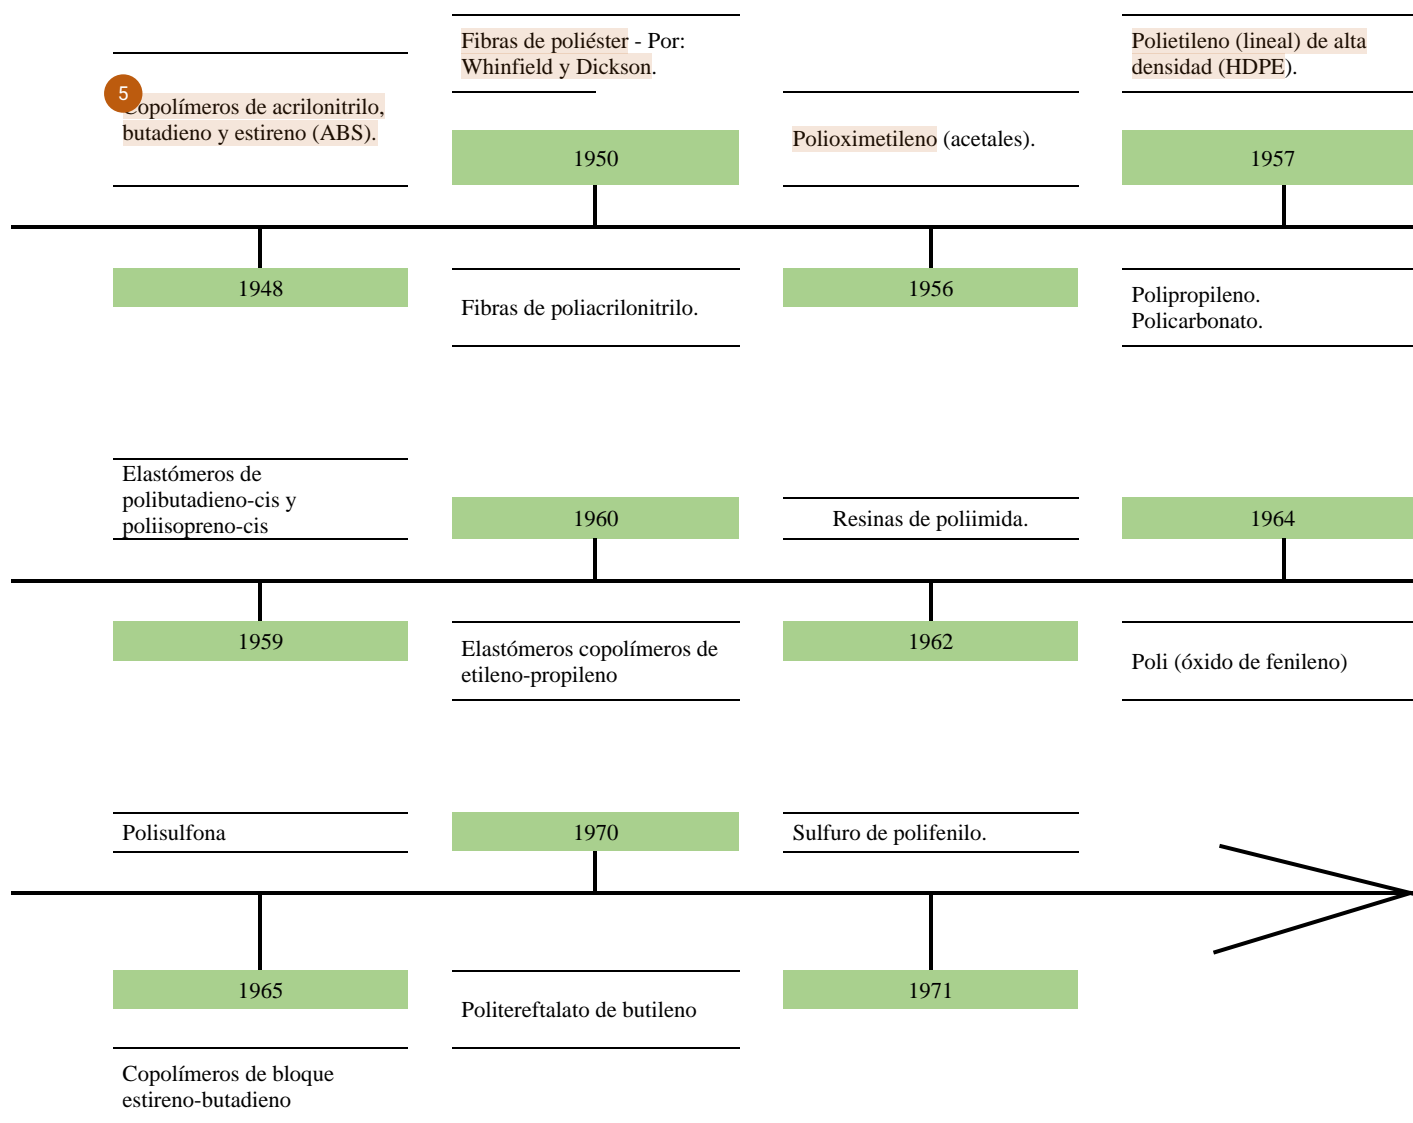 Fibras de poliéster - Por:
Whinfield y Dickson.
Polietileno (lineal) de alta
densidad (HDPE).
5
Copolímeros de acrilonitrilo,
butadieno y estireno (ABS).
Polioximetileno (acetales).
1950
1957
1948
1956
Fibras de poliacrilonitrilo.
Polipropileno.
Policarbonato.
Elastómeros de
polibutadieno-cis y
poliisopreno-cis
1960
Resinas de poliimida.
1964
1959
1962
Elastómeros copolímeros de
etileno-propileno
Poli (óxido de fenileno)
Polisulfona
1970
Sulfuro de polifenilo.
1965
1971
Politereftalato de butileno
Copolímeros de bloque
estireno-butadieno